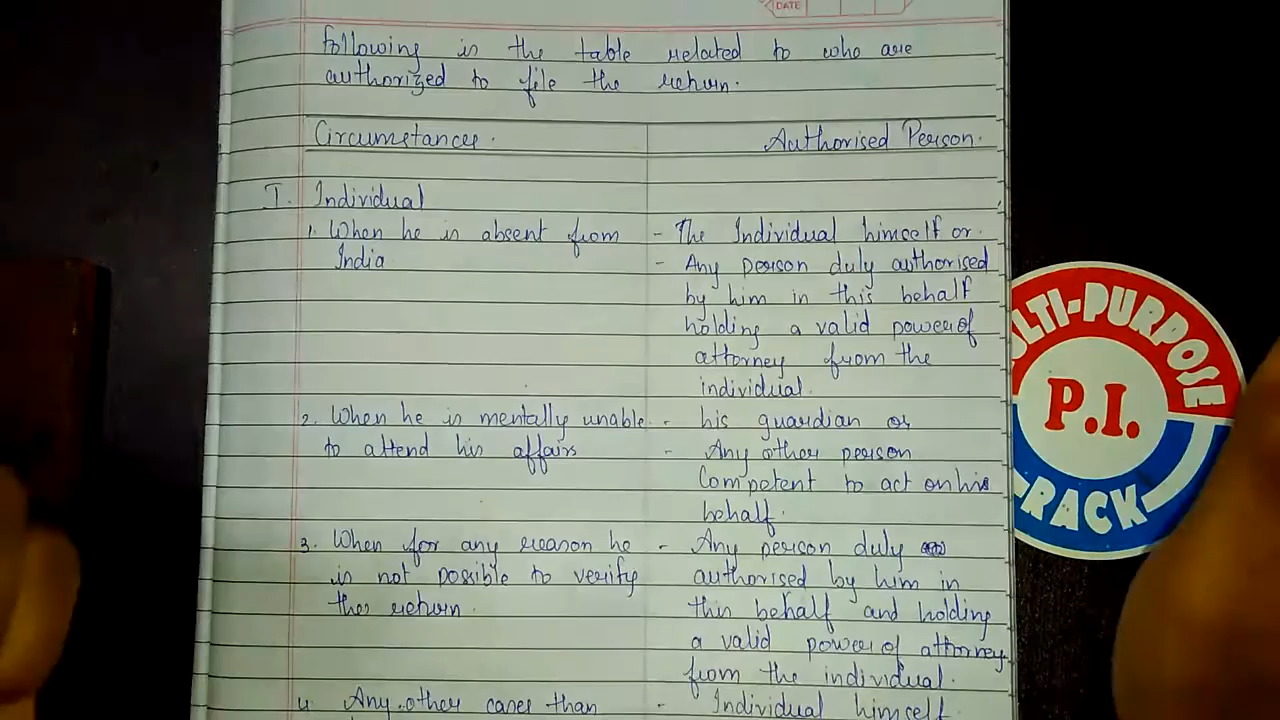 DATE
following is the table related to who are
authorized to file the return.
Circumstances. Authorised Person.
I. Individual
1. When he is absent from - The Individual himself or.
India - Any person duly authorised
by him in this behalf
holding a valid power of
attorney from the
individual.
2. When he is mentally unable - his guardian or
to attend his affairs - Any other person
Competent to act on his
behalf.
3. When for any reason he - Any person duly
is not possible to verify authorised by him in
the return. this behalf and holding
a valid power of attorney
from the individual.
4. Any other cases than - Individual himself
LTI-PURPOSE
P.I.
RACK